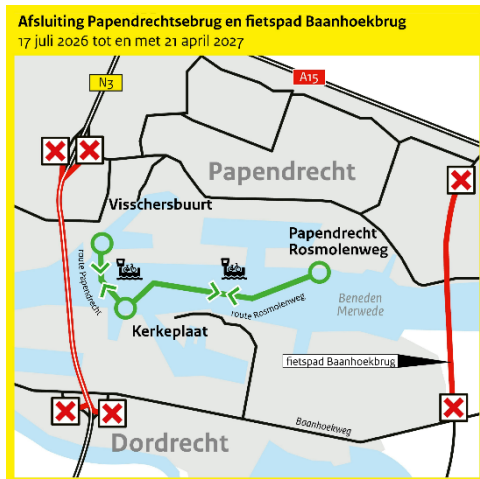 Afsluiting Papendrechtsebrug en fietspad Baanhoekbrug
17 juli 2026 tot en met 21 april 2027
N3
A15
Papendrecht
Visschersbuurt
Papendrecht
Rosmolenweg
route Papendrecht
route Rosmolenweg
Beneden
Merwede
Kerkeplaat
fietspad Baanhoekbrug
Baanhoekweg
Dordrecht